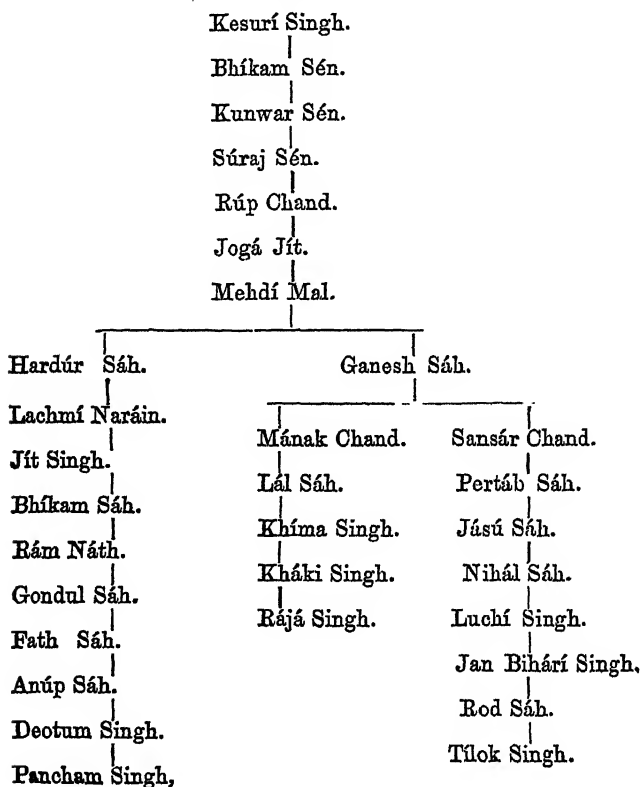 Kesurí Singh.
Bhíkam Sén.
Kunwar Sén.
Súraj Sén.
Rúp Chand.
Jogá Jít.
Mehdí Mal.
Hardúr Sáh.
Ganesh Sáh.
Lachmí Naráin.
Jít Singh.
Bhíkam Sáh.
Rám Náth.
Gondul Sáh.
Fath Sáh.
Anúp Sáh.
Deotum Singh.
Pancham Singh,
Mának Chand.
Lál Sáh.
Khíma Singh.
Kháki Singh.
Rájá Singh.
Sansár Chand.
Pertáb Sáh.
Jású Sáh.
Nihál Sáh.
Luchí Singh.
Jan Bihárí Singh.
Rod Sáh.
Tílok Singh.